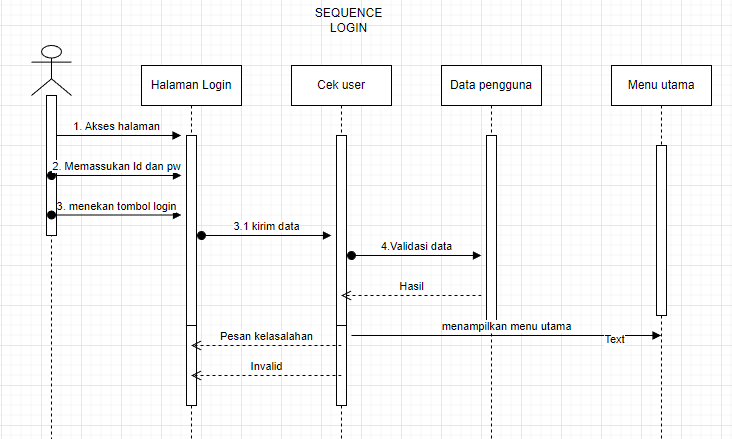 SEQUENCE
LOGIN
Halaman Login
Cek user
Data pengguna
Menu utama
1. Akses halaman
2. Memassukan Id dan pw
3. menekan tombol login
3.1 kirim data
4.Validasi data
Hasil
menampilkan menu utama
Text
Pesan kelasalahan
Invalid